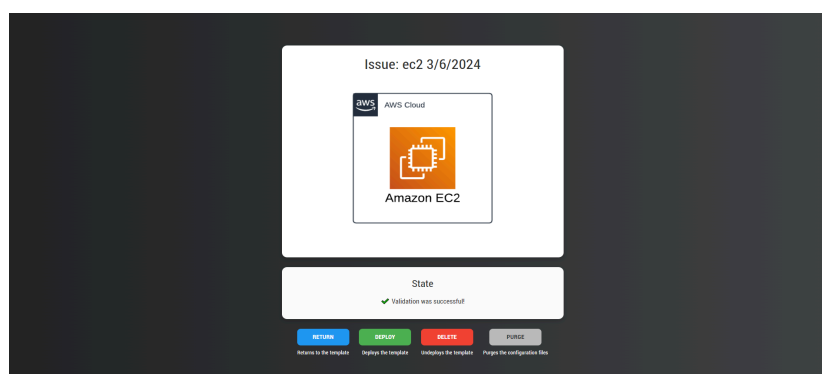 Issue: ec2 3/6/2024
aws
AWS Cloud
Amazon EC2
State
Validation was successful!
RETURN DEPLOY DELETE PURGE
Returns to the template Deploys the template Undeploys the template Purges the configuration files